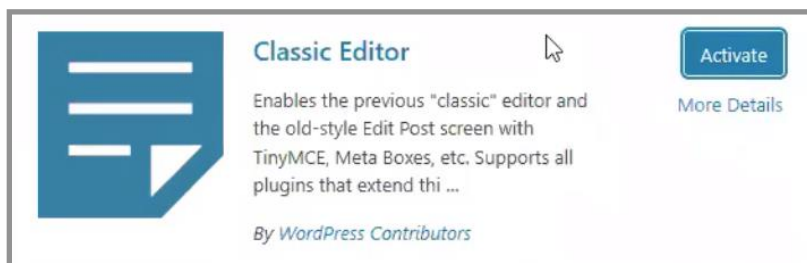 Classic Editor
Activate
More Details
Enables the previous "classic" editor and
the old-style Edit Post screen with
TinyMCE, Meta Boxes, etc. Supports all
plugins that extend thi ...
By WordPress Contributors